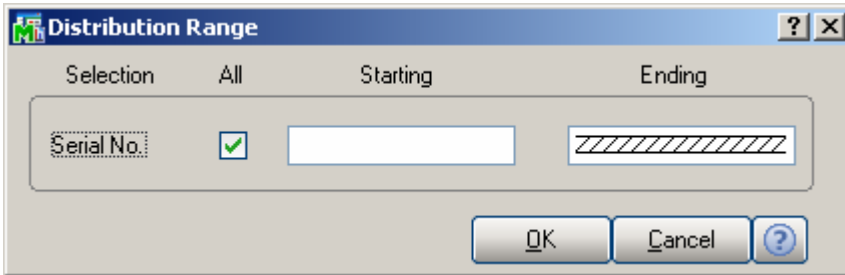 Distribution Range
Selection All Starting Ending
Serial No.
OK Cancel